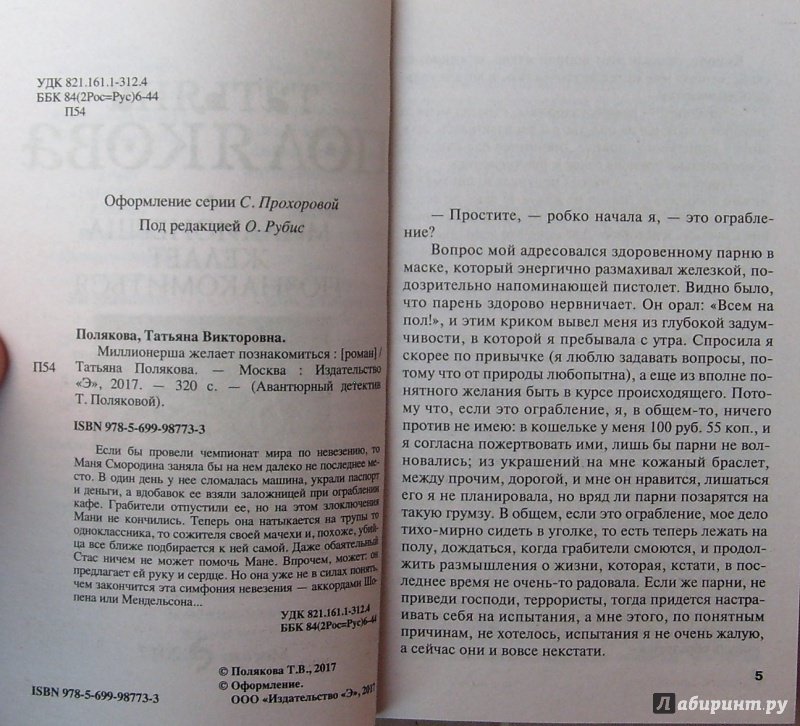 УДК 821.161.1-312.4
ББК 84(2Рос=Рус)6-44
П54
Оформление серии С. Прохоровой
Под редакцией О. Рубис
Полякова, Татьяна Викторовна.
П54 Миллионерша желает познакомиться : [роман] /
Татьяна Полякова. — Москва : Издательство
«Э», 2017. — 320 с. — (Авантюрный детектив
Т. Поляковой).
ISBN 978-5-699-98773-3
Если бы провели чемпионат мира по невезению, то
Маня Смородина заняла бы на нем далеко не последнее ме-
сто. В один день у нее сломалась машина, украли паспорт
и деньги, а вдобавок ее взяли заложницей при ограблении
кафе. Грабители отпустили ее, но на этом злоключения
Мани не кончились. Теперь она натыкается на трупы то
одноклассника, то сожителя своей мачехи и, похоже, убий-
ца все ближе подбирается к ней самой. Даже обаятельный
Стас ничем не может помочь Мане. Впрочем, может: он
предлагает ей руку и сердце. Но она уже не в силах понять,
чем закончится эта симфония невезения — аккордами Шо-
пена или Мендельсона...
УДК 821.161.1-312.4
ББК 84(2Рос=Рус)6-44
© Полякова Т.В., 2017
© Оформление.
ООО «Издательство «Э», 2017
ISBN 978-5-699-98773-3
— Простите, — робко начала я, — это ограбле-
ние?
Вопрос мой адресовался здоровенному парню в
маске, который энергично размахивал железкой, по-
дозрительно напоминающей пистолет. Видно было,
что парень здорово нервничает. Он орал: «Всем на
пол!», и этим криком вывел меня из глубокой задум-
чивости, в которой я пребывала с утра. Спросила я
скорее по привычке (я люблю задавать вопросы, по-
тому что от природы любопытна), а еще из вполне по-
нятного желания быть в курсе происходящего. Пото-
му что, если это ограбление, я, в общем-то, ничего
против не имею: в кошельке у меня 100 руб. 55 коп., и
я согласна пожертвовать ими, лишь бы парни не вол-
новались; из украшений на мне кожаный браслет,
между прочим, дорогой, и мне он нравится, лишаться
его я не планировала, но вряд ли парни позарятся на
такую грумзу. В общем, если это ограбление, мое дело
тихо-мирно сидеть в уголке, то есть теперь лежать на
полу, дождаться, когда грабители смоются, и продол-
жить размышления о жизни, которая, кстати, в по-
следнее время не очень-то радовала. Если же парни, не
приведи господи, террористы, тогда придется настра-
ивать себя на испытания, а мне этого, по понятным
причинам, не хотелось, испытания я не очень жалую,
а сейчас они и вовсе некстати.
5
Лабиринт.ру